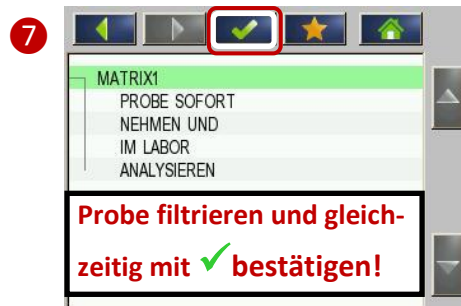 7
MATRIX1
PROBE SOFORT
NEHMEN UND
IM LABOR
ANALYSIEREN
Probe filtrieren und gleich-
zeitig mit ✓ bestätigen!